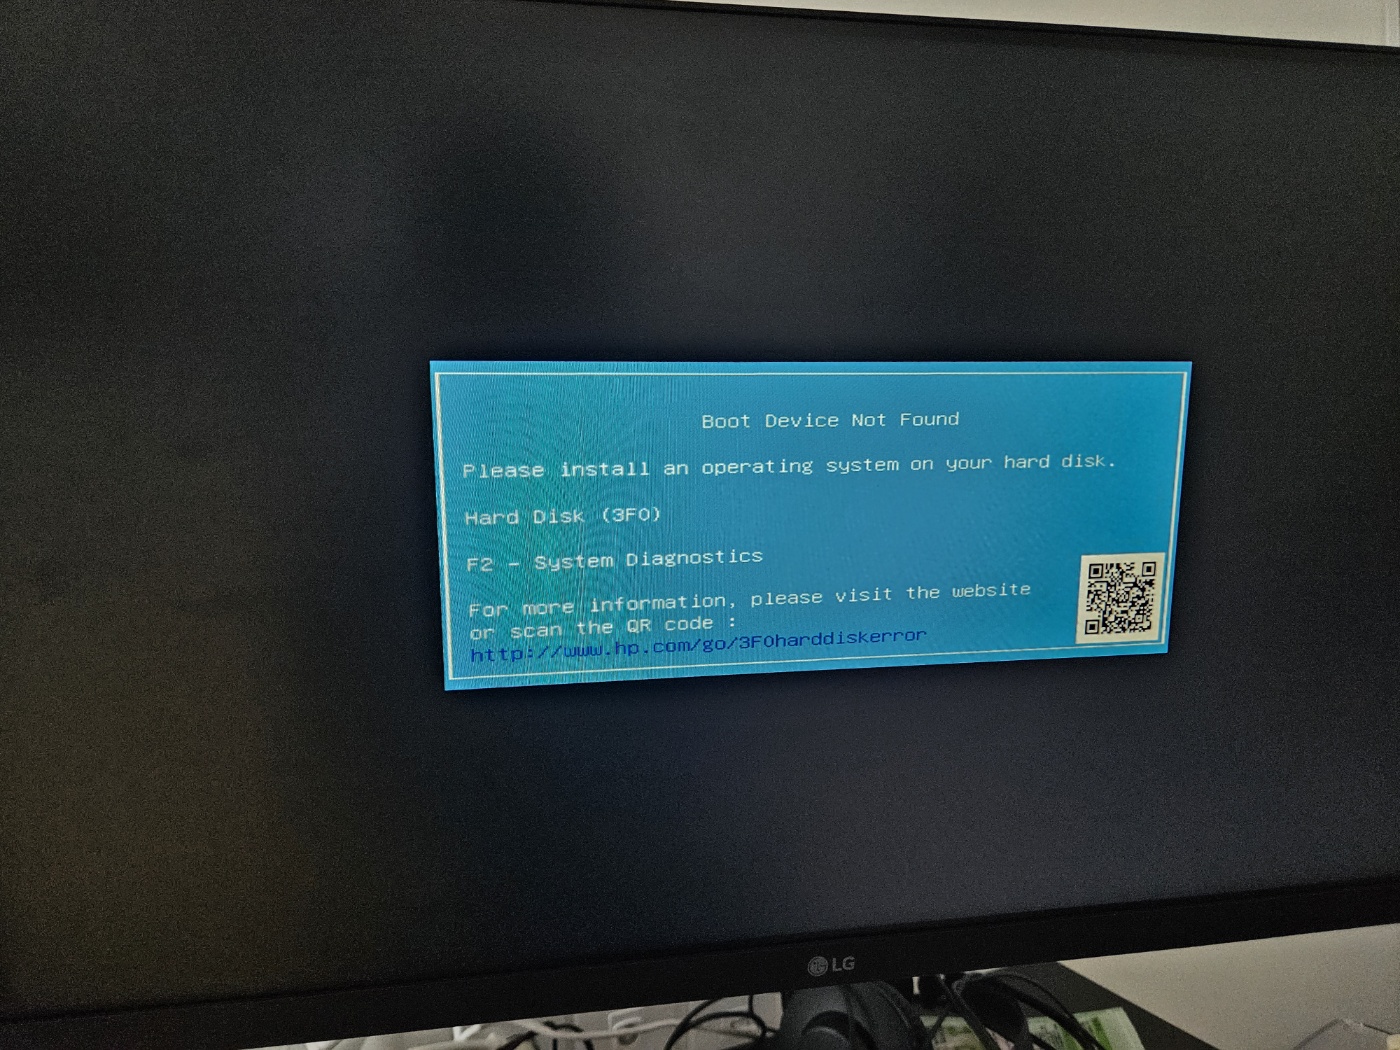 Boot Device Not Found
Please install an operating system on your hard disk.
Hard Disk (3F0)
F2 - System Diagnostics
For more information, please visit the website
or scan the QR code :
http://www.hp.com/go/3F0harddiskerror
LG